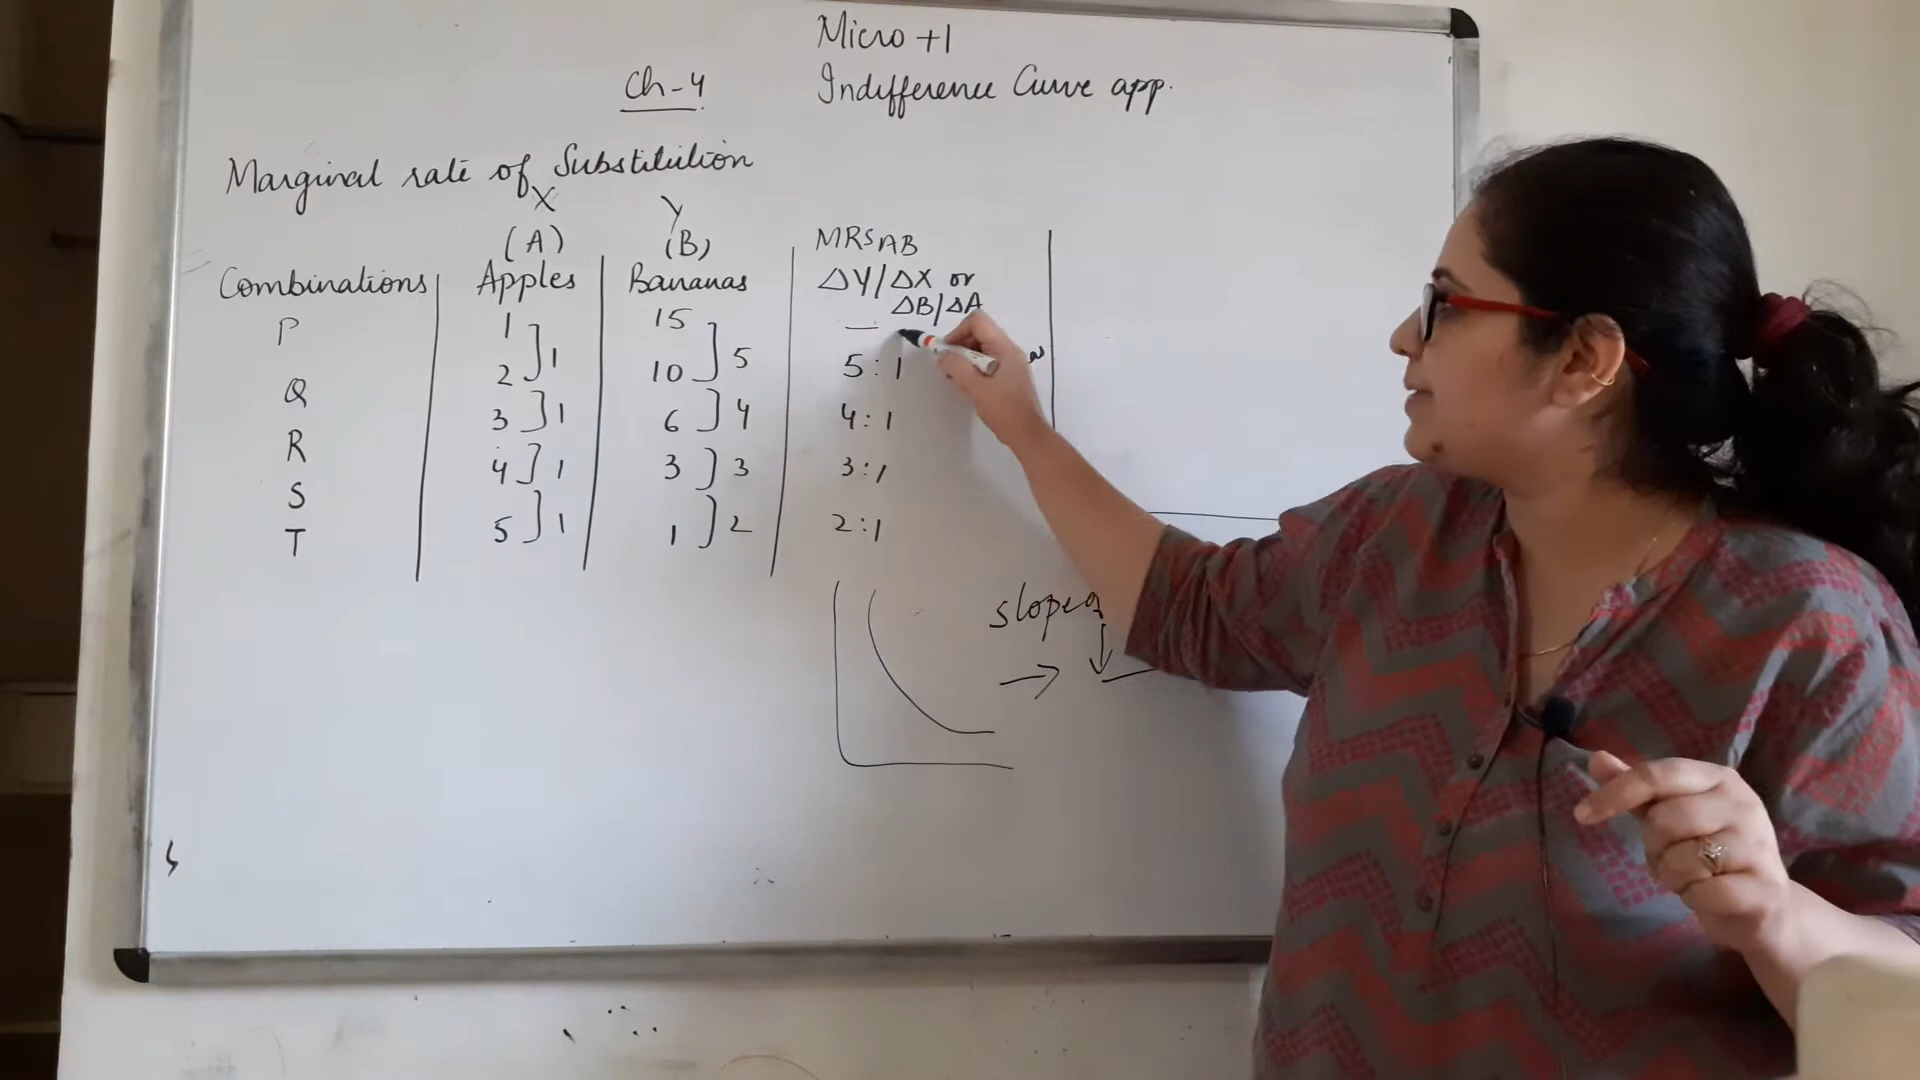 Micro +1
Ch-4 Indifference Curve app.
Marginal rate of Substitution
X Y
(A) (B) MRSAB
Combinations Apples Bananas ΔY/ΔX or
ΔB/ΔA
P 1 15 —
]1 ]5
Q 2 10 5:1
]1 ]4
R 3 6 4:1
]1 ]3
S 4 3 3:1
]1 ]2
T 5 1 2:1
slope
→ ↓